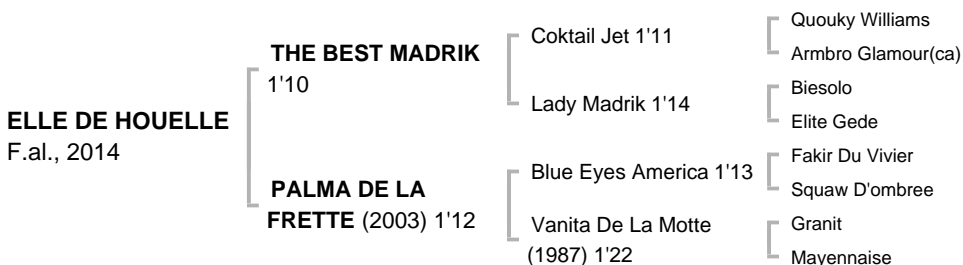 ELLE DE HOUELLE
F.al., 2014
THE BEST MADRIK
1'10
PALMA DE LA
FRETTE (2003) 1'12
Coktail Jet 1'11
Lady Madrik 1'14
Blue Eyes America 1'13
Vanita De La Motte
(1987) 1'22
Quouky Williams
Armbro Glamour(ca)
Biesolo
Elite Gede
Fakir Du Vivier
Squaw D'ombree
Granit
Mayennaise